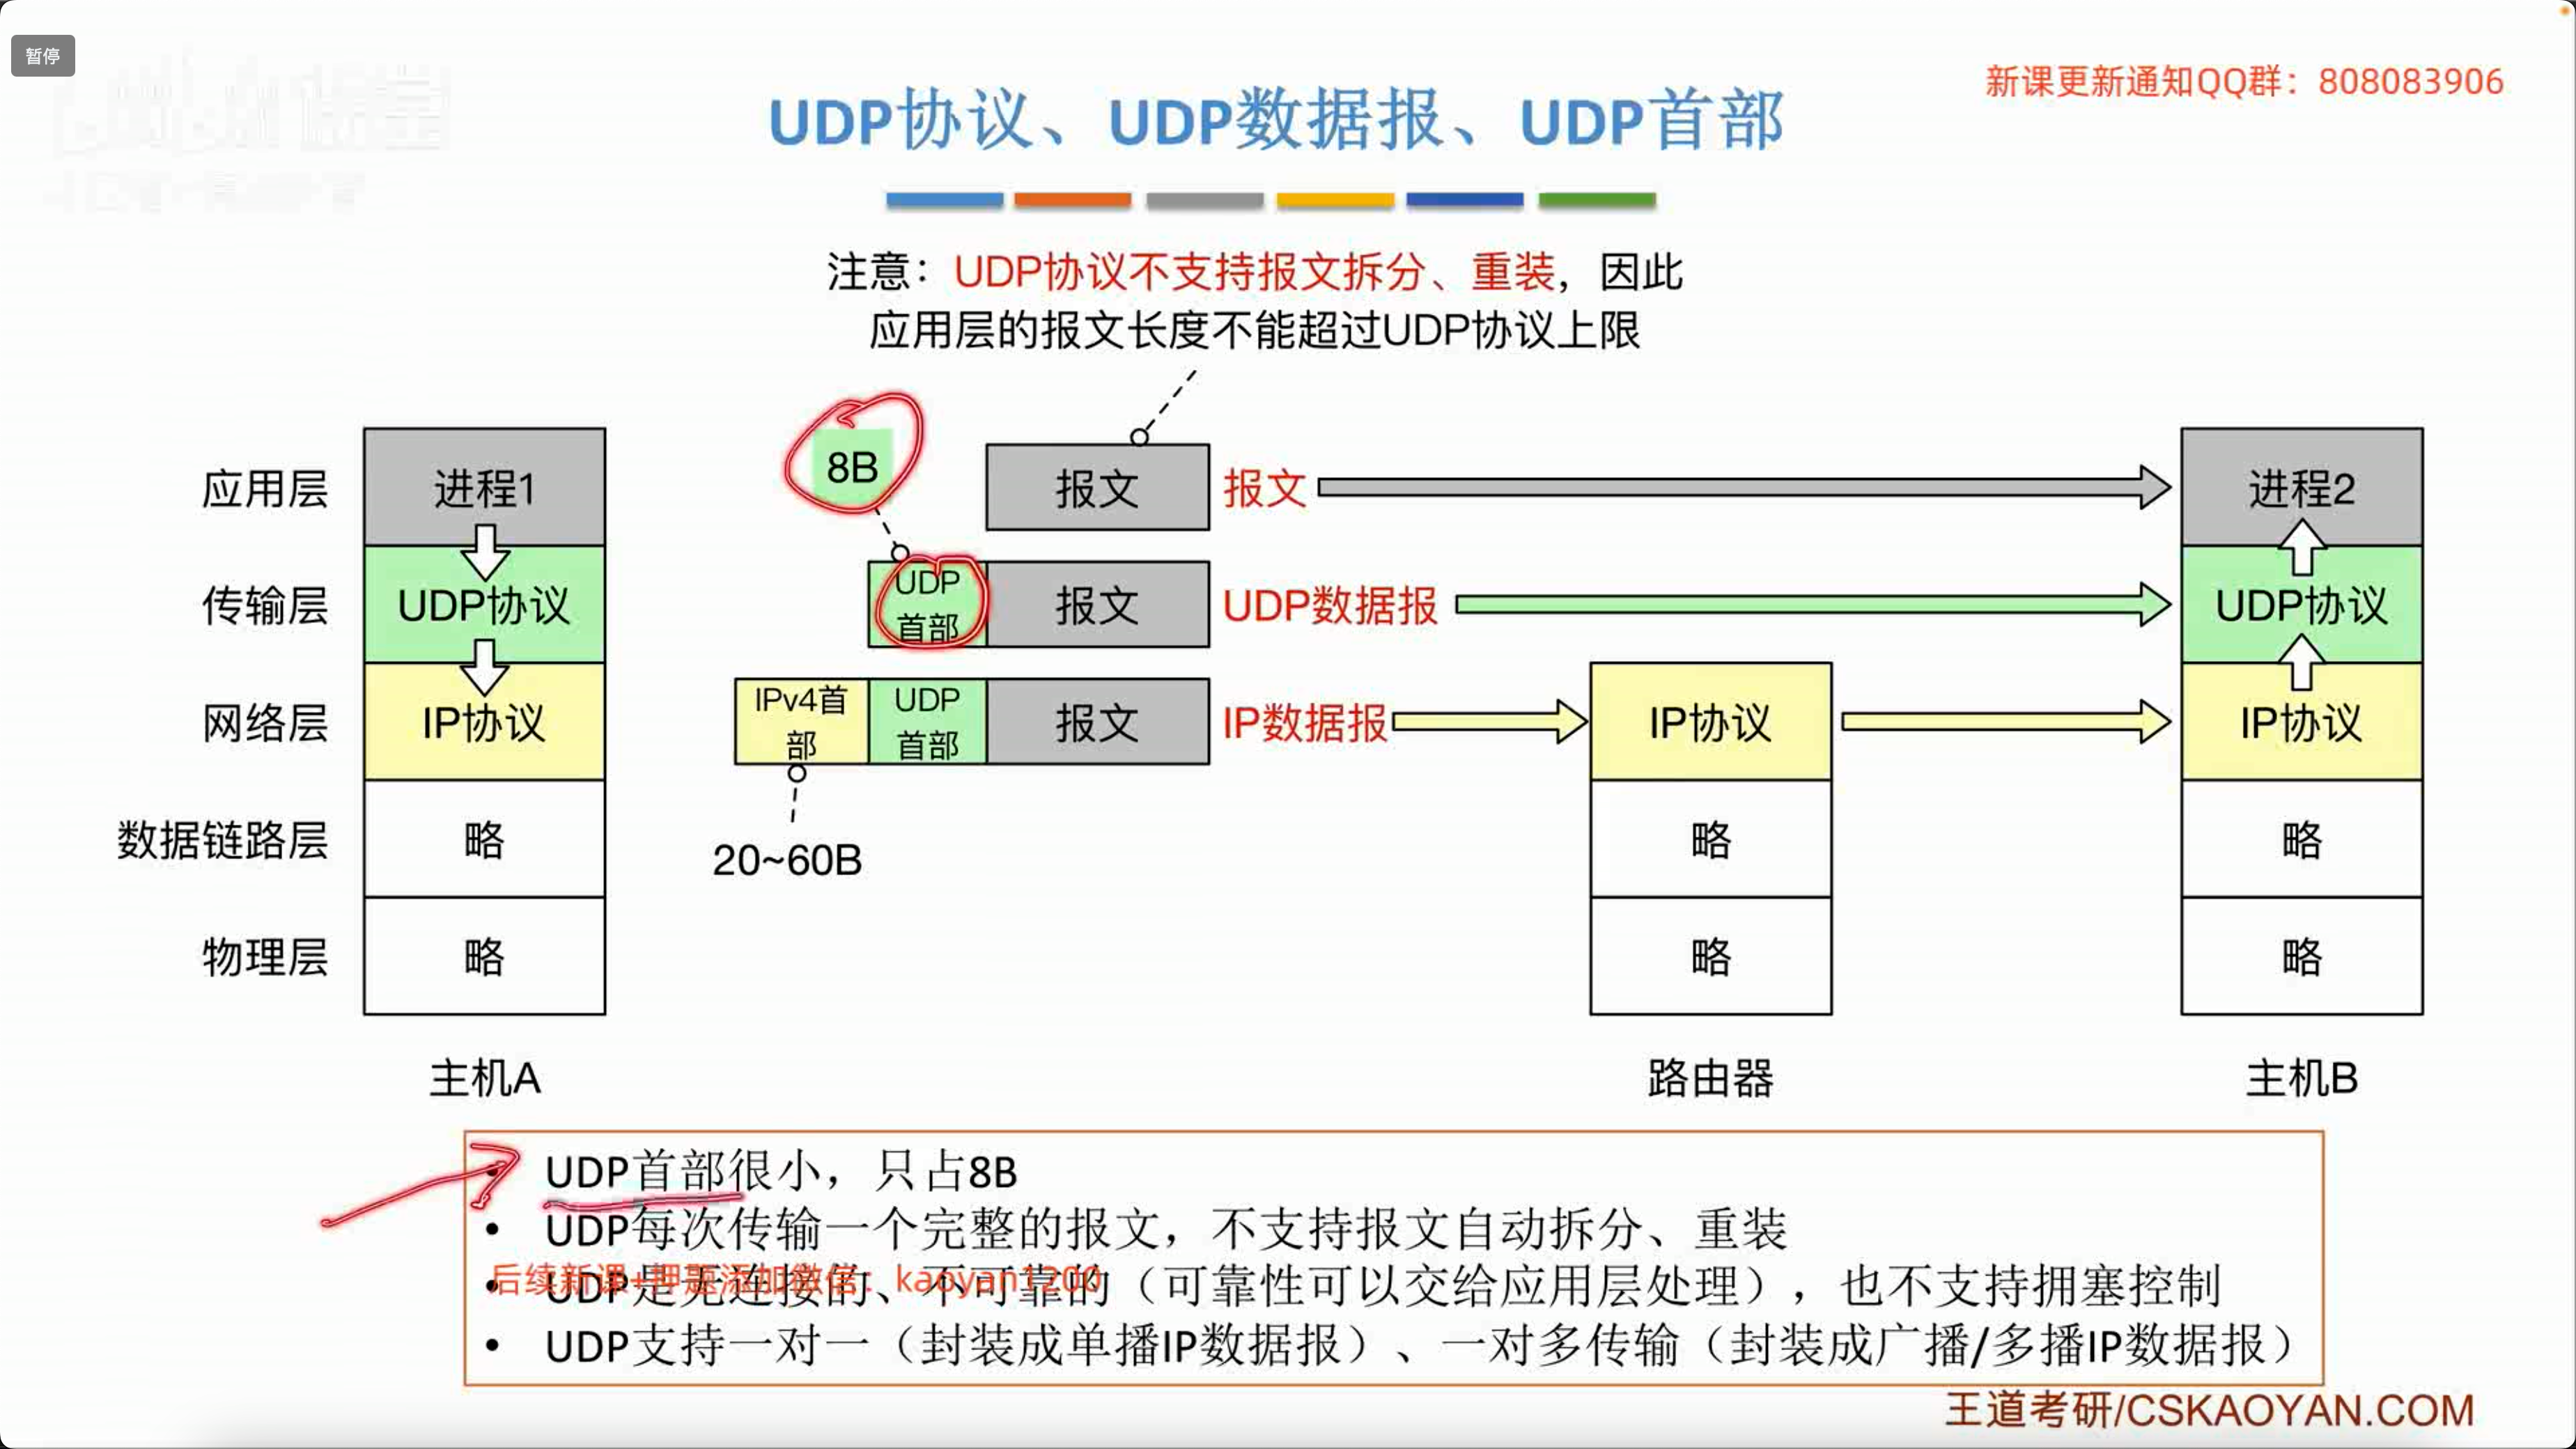 暂停
新课更新通知QQ群：808083906
UDP协议、UDP数据报、UDP首部
注意：UDP协议不支持报文拆分、重装，因此
应用层的报文长度不能超过UDP协议上限
应用层
进程1
8B
报文
报文
进程2
传输层
UDP协议
UDP
首部
报文
UDP数据报
UDP协议
网络层
IP协议
IPv4首
部
UDP
首部
报文
IP数据报
IP协议
IP协议
20~60B
数据链路层
略
略
略
物理层
略
略
略
主机A
路由器
主机B
• UDP首部很小，只占8B
• UDP每次传输一个完整的报文，不支持报文自动拆分、重装
• UDP是无连接的、不可靠的（可靠性可以交给应用层处理），也不支持拥塞控制
后续新课+押题添加微信：kaoyan1200
• UDP支持一对一（封装成单播IP数据报）、一对多传输（封装成广播/多播IP数据报）
王道考研/CSKAOYAN.COM